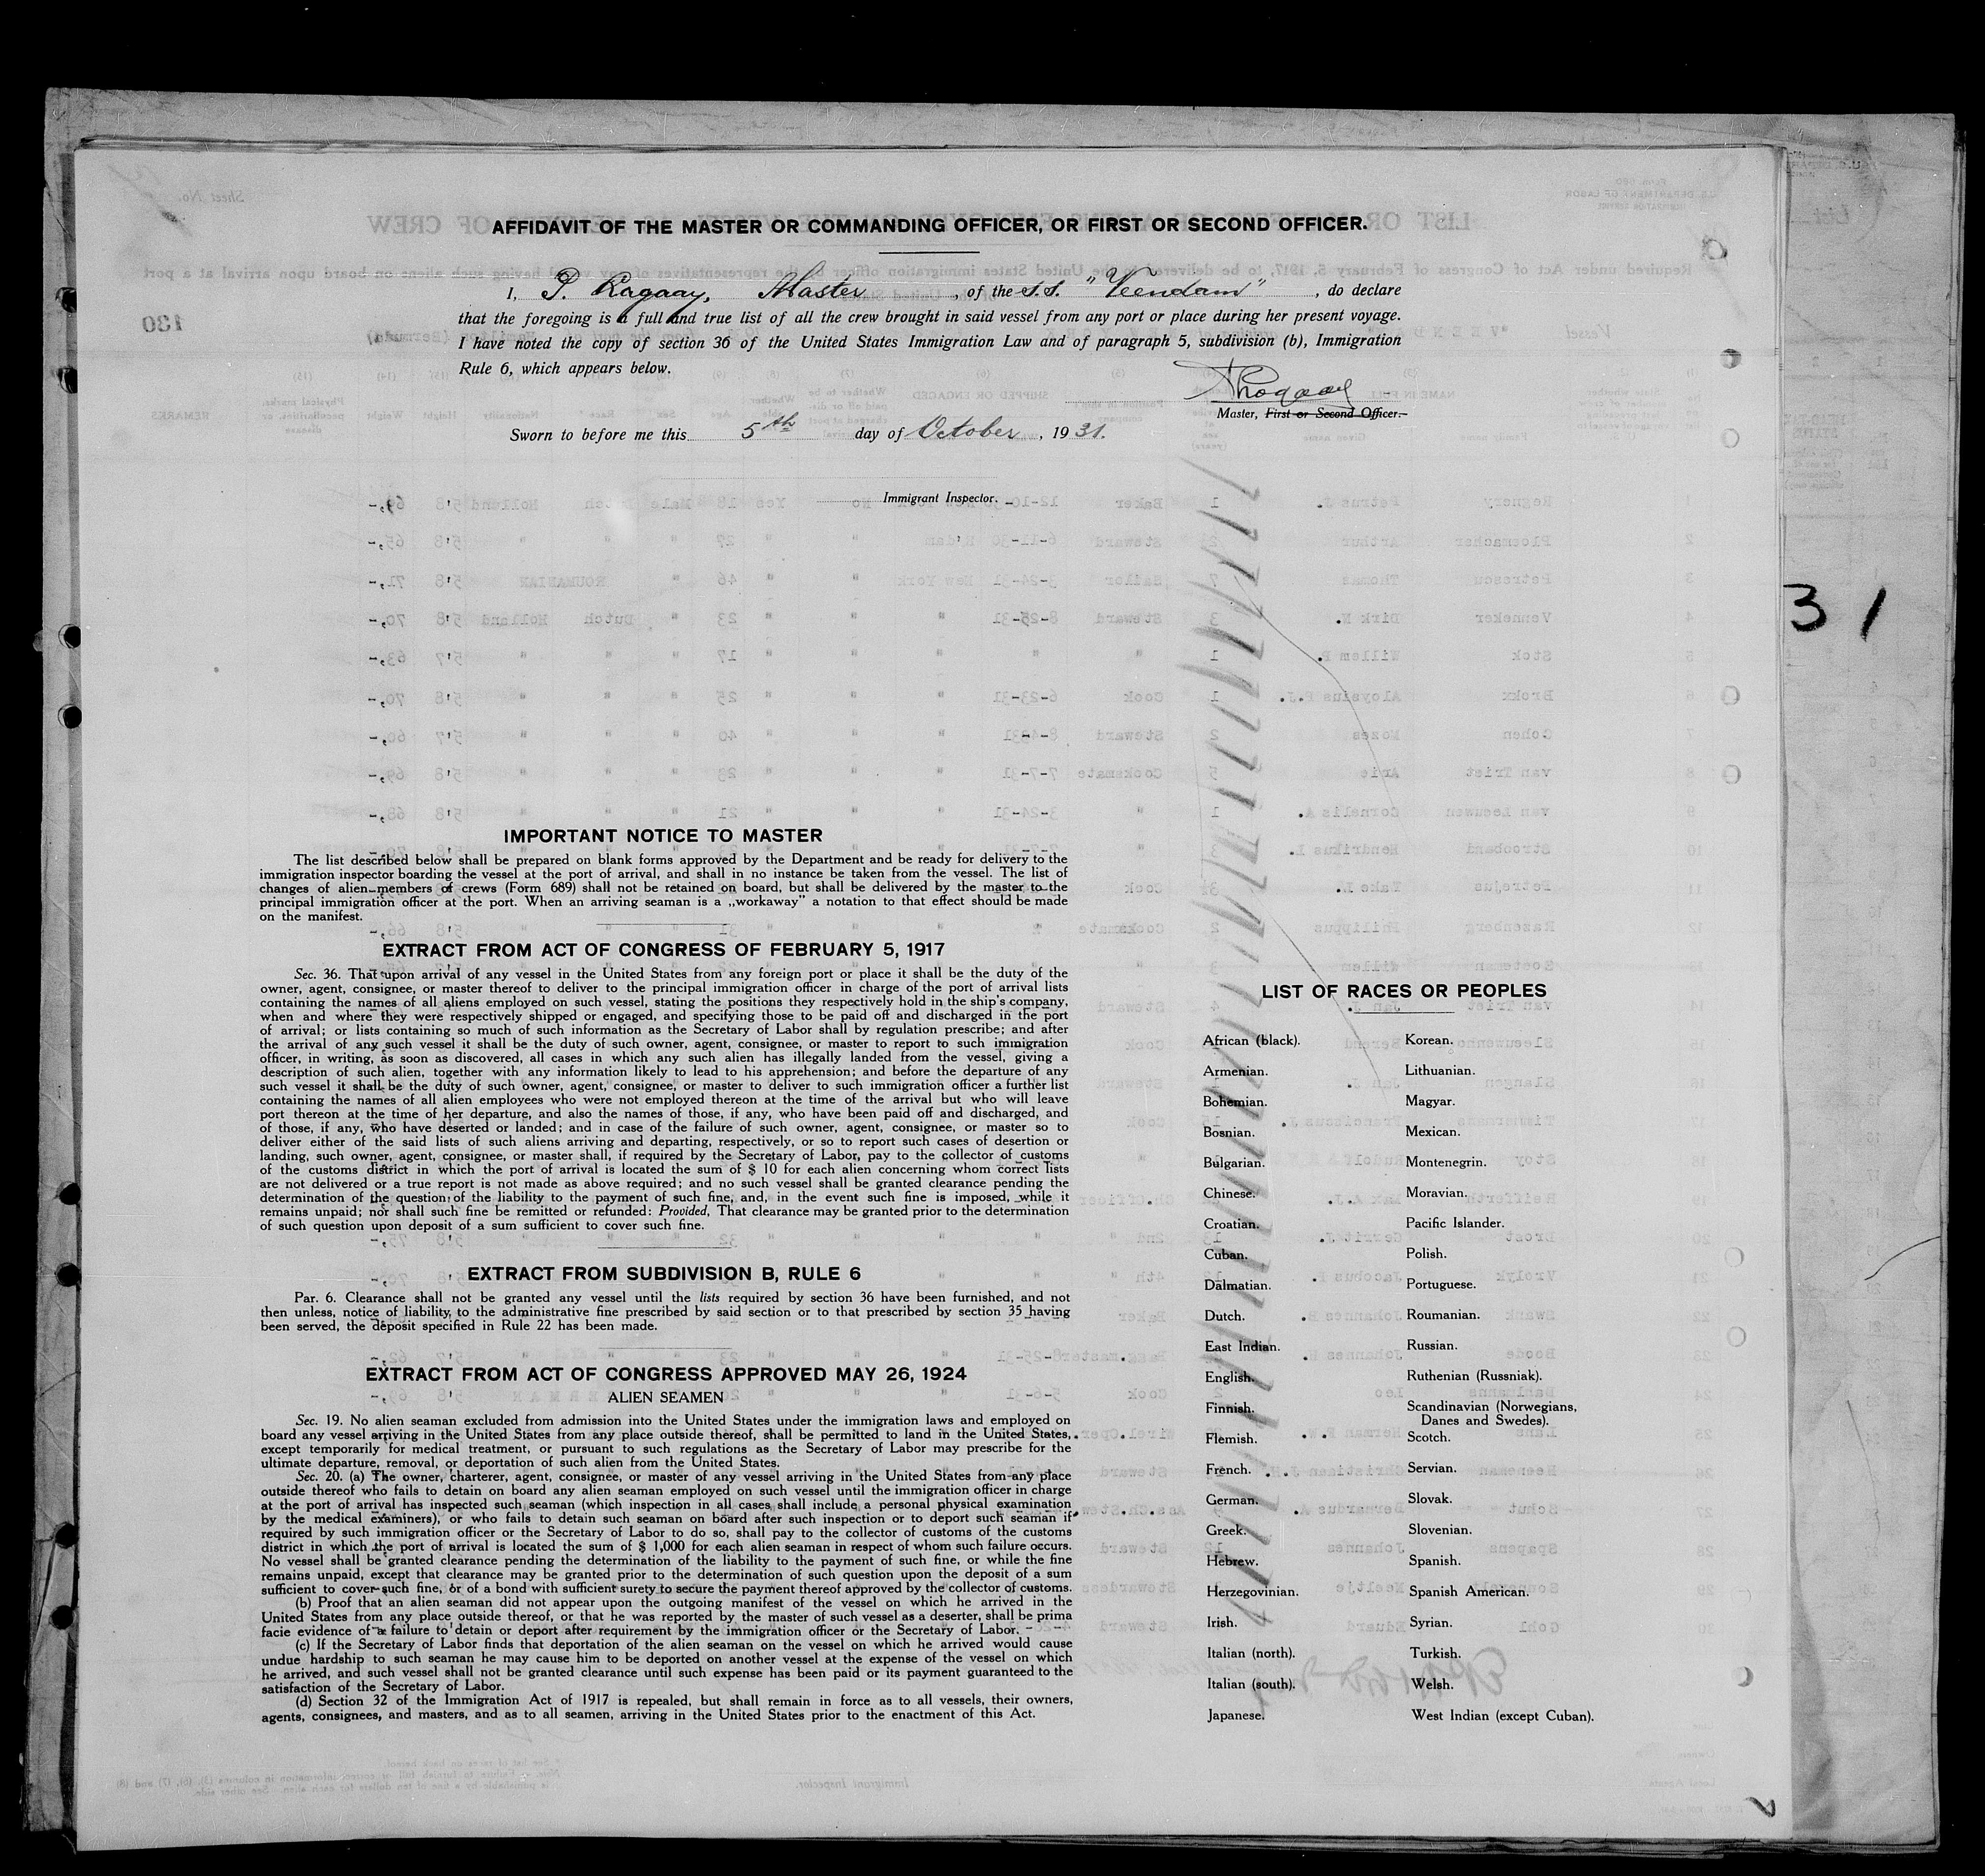 AFFIDAVIT OF THE MASTER OR COMMANDING OFFICER, OR FIRST OR SECOND OFFICER.
I, P. Ragaay, Master, of the s.s. "Veendam", do declare
that the foregoing is a full and true list of all the crew brought in said vessel from any port or place during her present voyage.
I have noted the copy of section 36 of the United States Immigration Law and of paragraph 5, subdivision (b), Immigration
Rule 6, which appears below.
Master, First or Second Officer.
Sworn to before me this 5th day of October, 1931.
Immigrant Inspector.
31
IMPORTANT NOTICE TO MASTER
The list described below shall be prepared on blank forms approved by the Department and be ready for delivery to the
immigration inspector boarding the vessel at the port of arrival, and shall in no instance be taken from the vessel. The list of
changes of alien members of crews (Form 689) shall not be retained on board, but shall be delivered by the master to the
principal immigration officer at the port. When an arriving seaman is a „workaway” a notation to that effect should be made
on the manifest.
EXTRACT FROM ACT OF CONGRESS OF FEBRUARY 5, 1917
Sec. 36. That upon arrival of any vessel in the United States from any foreign port or place it shall be the duty of the
owner, agent, consignee, or master thereof to deliver to the principal immigration officer in charge of the port of arrival lists
containing the names of all aliens employed on such vessel, stating the positions they respectively hold in the ship's company,
when and where they were respectively shipped or engaged, and specifying those to be paid off and discharged in the port
of arrival; or lists containing so much of such information as the Secretary of Labor shall by regulation prescribe; and after
the arrival of any such vessel it shall be the duty of such owner, agent, consignee, or master to report to such immigration
officer, in writing, as soon as discovered, all cases in which any such alien has illegally landed from the vessel, giving a
description of such alien, together with any information likely to lead to his apprehension; and before the departure of any
such vessel it shall be the duty of such owner, agent, consignee, or master to deliver to such immigration officer a further list
containing the names of all alien employees who were not employed thereon at the time of the arrival but who will leave
port thereon at the time of her departure, and also the names of those, if any, who have been paid off and discharged, and
of those, if any, who have deserted or landed; and in case of the failure of such owner, agent, consignee, or master so to
deliver either of the said lists of such aliens arriving and departing, respectively, or so to report such cases of desertion or
landing, such owner, agent, consignee, or master shall, if required by the Secretary of Labor, pay to the collector of customs
of the customs district in which the port of arrival is located the sum of $ 10 for each alien concerning whom correct lists
are not delivered or a true report is not made as above required; and no such vessel shall be granted clearance pending the
determination of the question of the liability to the payment of such fine, and, in the event such fine is imposed, while it
remains unpaid; nor shall such fine be remitted or refunded: Provided, That clearance may be granted prior to the determination
of such question upon deposit of a sum sufficient to cover such fine.
EXTRACT FROM SUBDIVISION B, RULE 6
Par. 6. Clearance shall not be granted any vessel until the lists required by section 36 have been furnished, and not
then unless, notice of liability, to the administrative fine prescribed by said section or to that prescribed by section 35 having
been served, the deposit specified in Rule 22 has been made.
EXTRACT FROM ACT OF CONGRESS APPROVED MAY 26, 1924
ALIEN SEAMEN
Sec. 19. No alien seaman excluded from admission into the United States under the immigration laws and employed on
board any vessel arriving in the United States from any place outside thereof, shall be permitted to land in the United States,
except temporarily for medical treatment, or pursuant to such regulations as the Secretary of Labor may prescribe for the
ultimate departure, removal, or deportation of such alien from the United States.
Sec. 20. (a) The owner, charterer, agent, consignee, or master of any vessel arriving in the United States from any place
outside thereof who fails to detain on board any alien seaman employed on such vessel until the immigration officer in charge
at the port of arrival has inspected such seaman (which inspection in all cases shall include a personal physical examination
by the medical examiners), or who fails to detain such seaman on board after such inspection or to deport such seaman if
required by such immigration officer or the Secretary of Labor to do so, shall pay to the collector of customs of the customs
district in which the port of arrival is located the sum of $ 1,000 for each alien seaman in respect of whom such failure occurs.
No vessel shall be granted clearance pending the determination of the liability to the payment of such fine, or while the fine
remains unpaid, except that clearance may be granted prior to the determination of such question upon the deposit of a sum
sufficient to cover such fine, or of a bond with sufficient surety to secure the payment thereof approved by the collector of customs.
(b) Proof that an alien seaman did not appear upon the outgoing manifest of the vessel on which he arrived in the
United States from any place outside thereof, or that he was reported by the master of such vessel as a deserter, shall be prima
facie evidence of a failure to detain or deport after requirement by the immigration officer or the Secretary of Labor.
(c) If the Secretary of Labor finds that deportation of the alien seaman on the vessel on which he arrived would cause
undue hardship to such seaman he may cause him to be deported on another vessel at the expense of the vessel on which
he arrived, and such vessel shall not be granted clearance until such expense has been paid or its payment guaranteed to the
satisfaction of the Secretary of Labor.
(d) Section 32 of the Immigration Act of 1917 is repealed, but shall remain in force as to all vessels, their owners,
agents, consignees, and masters, and as to all seamen, arriving in the United States prior to the enactment of this Act.
LIST OF RACES OR PEOPLES
African (black).
Armenian.
Bohemian.
Bosnian.
Bulgarian.
Chinese.
Croatian.
Cuban.
Dalmatian.
Dutch.
East Indian.
English.
Finnish.
Flemish.
French.
German.
Greek.
Hebrew.
Herzegovinian.
Irish.
Italian (north).
Italian (south).
Japanese.
Korean.
Lithuanian.
Magyar.
Mexican.
Montenegrin.
Moravian.
Pacific Islander.
Polish.
Portuguese.
Roumanian.
Russian.
Ruthenian (Russniak).
Scandinavian (Norwegians,
Danes and Swedes).
Scotch.
Servian.
Slovak.
Slovenian.
Spanish.
Spanish American.
Syrian.
Turkish.
Welsh.
West Indian (except Cuban).